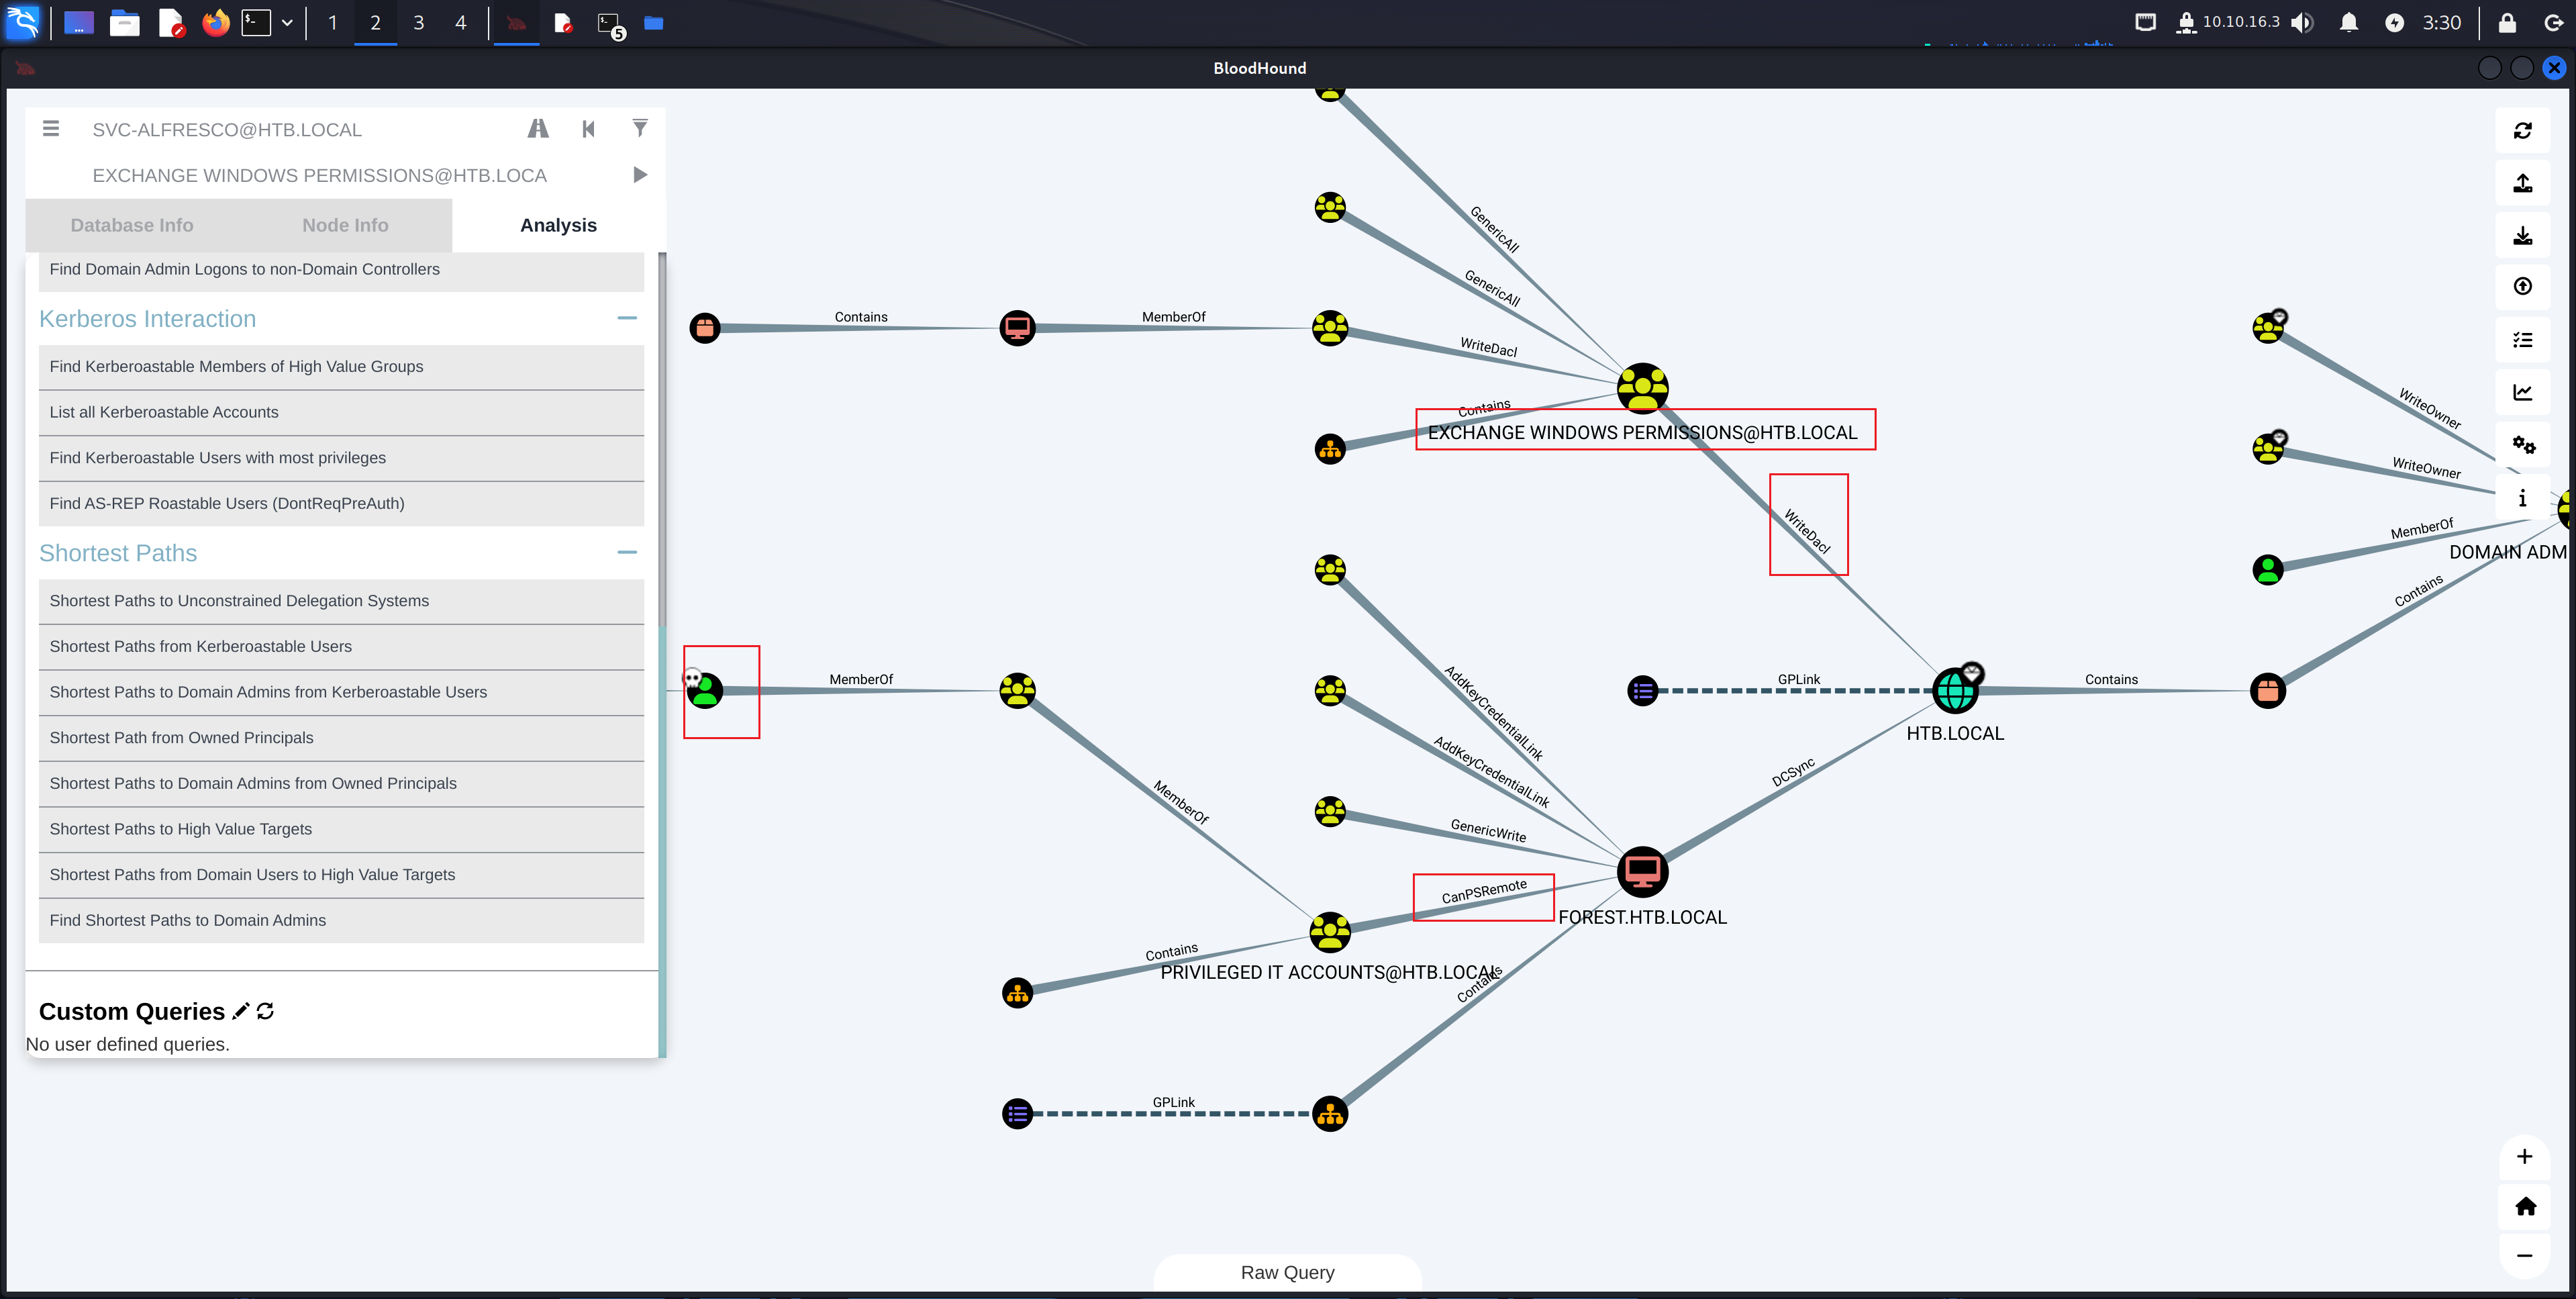 1 2 3 4 5 10.10.16.3 3:30
BloodHound
SVC-ALFRESCO@HTB.LOCAL
EXCHANGE WINDOWS PERMISSIONS@HTB.LOCA
Database Info Node Info Analysis
Find Domain Admin Logons to non-Domain Controllers
Kerberos Interaction
Find Kerberoastable Members of High Value Groups
List all Kerberoastable Accounts
Find Kerberoastable Users with most privileges
Find AS-REP Roastable Users (DontReqPreAuth)
Shortest Paths
Shortest Paths to Unconstrained Delegation Systems
Shortest Paths from Kerberoastable Users
Shortest Paths to Domain Admins from Kerberoastable Users
Shortest Path from Owned Principals
Shortest Paths to Domain Admins from Owned Principals
Shortest Paths to High Value Targets
Shortest Paths from Domain Users to High Value Targets
Find Shortest Paths to Domain Admins
Custom Queries
No user defined queries.
GenericAll
GenericAll
Contains
MemberOf
WriteDacl
Contains
EXCHANGE WINDOWS PERMISSIONS@HTB.LOCAL
WriteDacl
WriteOwner
WriteOwner
MemberOf
DOMAIN ADM
Contains
MemberOf
AddKeyCredentialLink
GPLink
Contains
HTB.LOCAL
AddKeyCredentialLink
DCSync
MemberOf
GenericWrite
CanPSRemote
FOREST.HTB.LOCAL
Contains
PRIVILEGED IT ACCOUNTS@HTB.LOCAL
Contains
GPLink
Raw Query